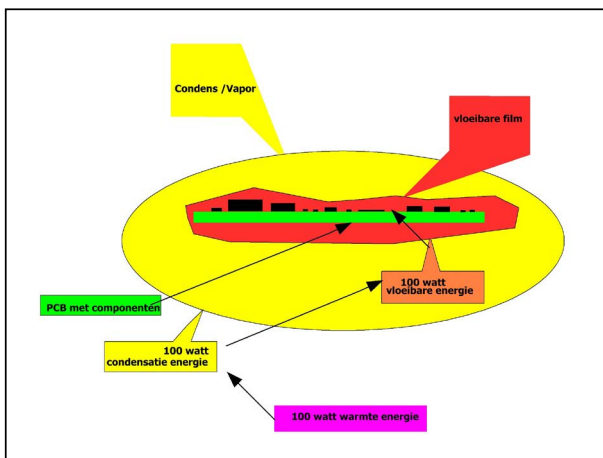 Condens /Vapor
vloeibare film
100 watt
vloeibare energie
PCB met componenten
100 watt
condensatie energie
100 watt warmte energie